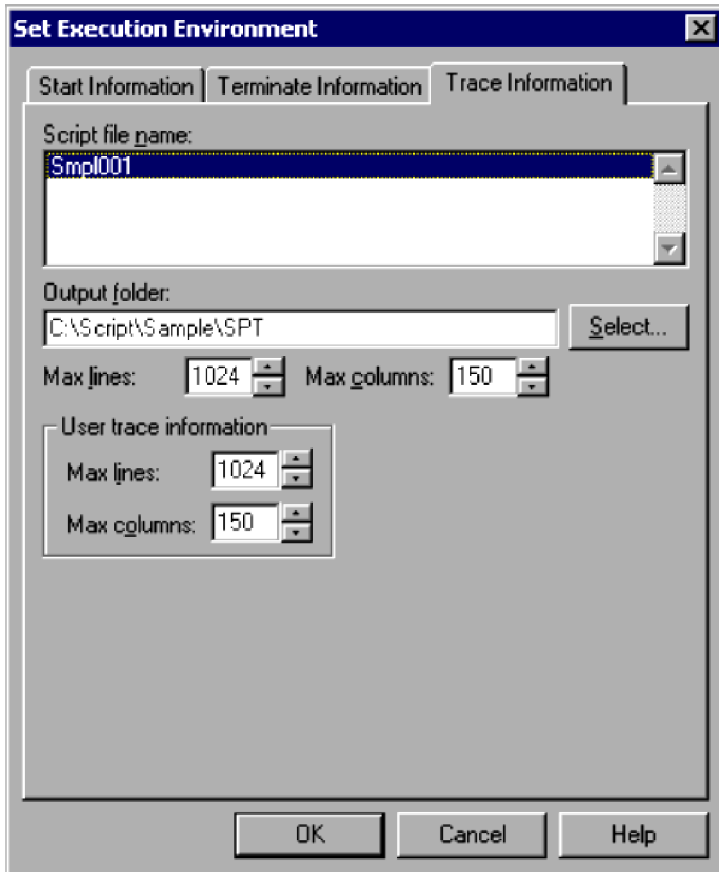 Set Execution Environment
Start Information Terminate Information Trace Information
Script file name:
Smpl001
Output folder:
C:\Script\Sample\SPT Select...
Max lines: 1024 Max columns: 150
User trace information
Max lines: 1024
Max columns: 150
OK Cancel Help